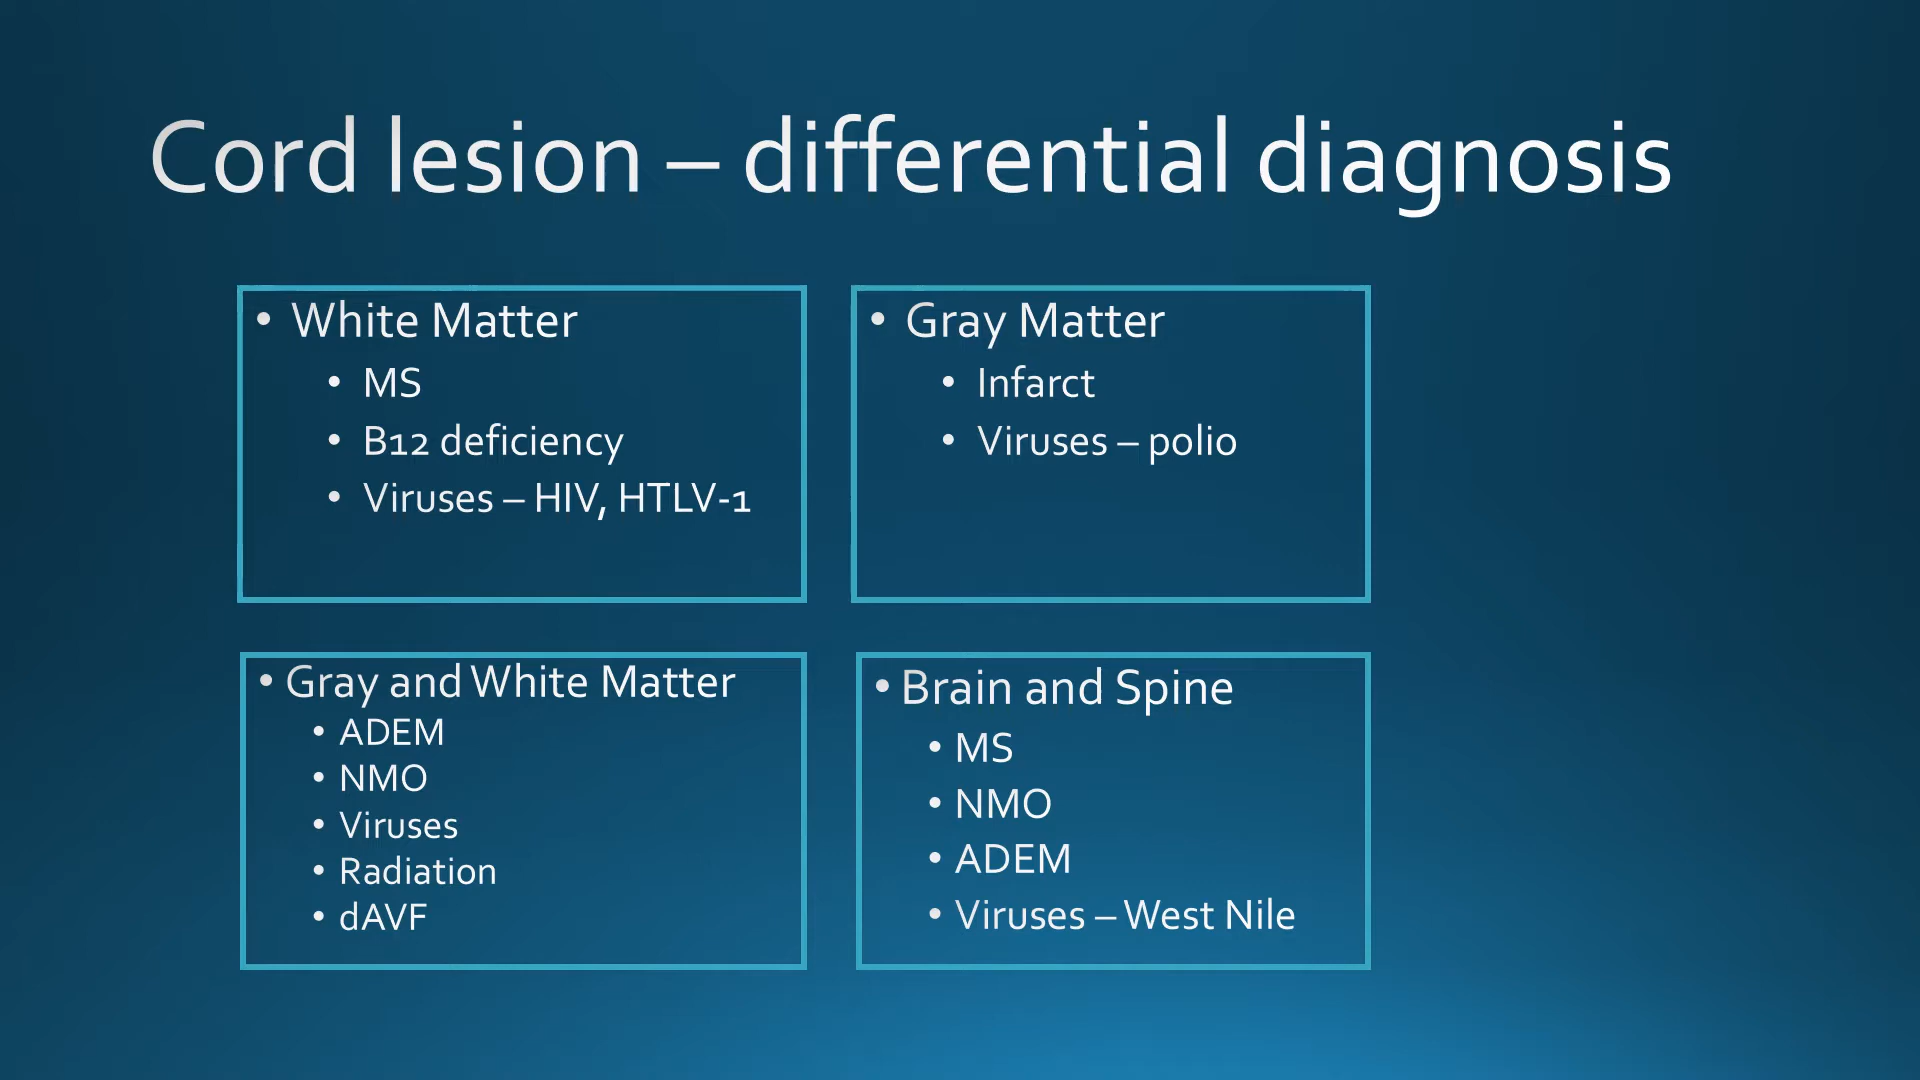 Cord lesion – differential diagnosis
• White Matter
• MS
• B12 deficiency
• Viruses – HIV, HTLV-1
• Gray Matter
• Infarct
• Viruses – polio
• Gray and White Matter
• ADEM
• NMO
• Viruses
• Radiation
• dAVF
• Brain and Spine
• MS
• NMO
• ADEM
• Viruses – West Nile